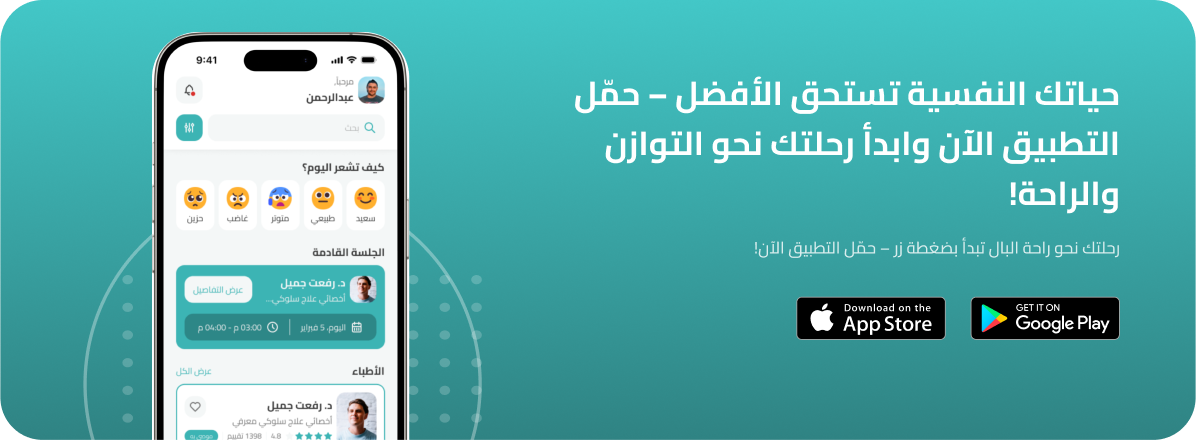 حياتك النفسية تستحق الأفضل – حمّل
التطبيق الآن وابدأ رحلتك نحو التوازن
والراحة!
رحلتك نحو راحة البال تبدأ بضغطة زر – حمّل التطبيق الآن!
GET IT ON
Google Play
Download on the
App Store
9:41
مرحباً,
عبدالرحمن
بحث
كيف تشعر اليوم؟
سعيد طبيعي متوتر غاضب حزين
الجلسة القادمة
د. رفعت جميل
أخصائي علاج سلوكي...
عرض التفاصيل
اليوم، 5 فبراير 03:00 م - 04:00 م
الأطباء عرض الكل
د. رفعت جميل
أخصائي علاج سلوكي معرفي
4.8 1398 تقييم